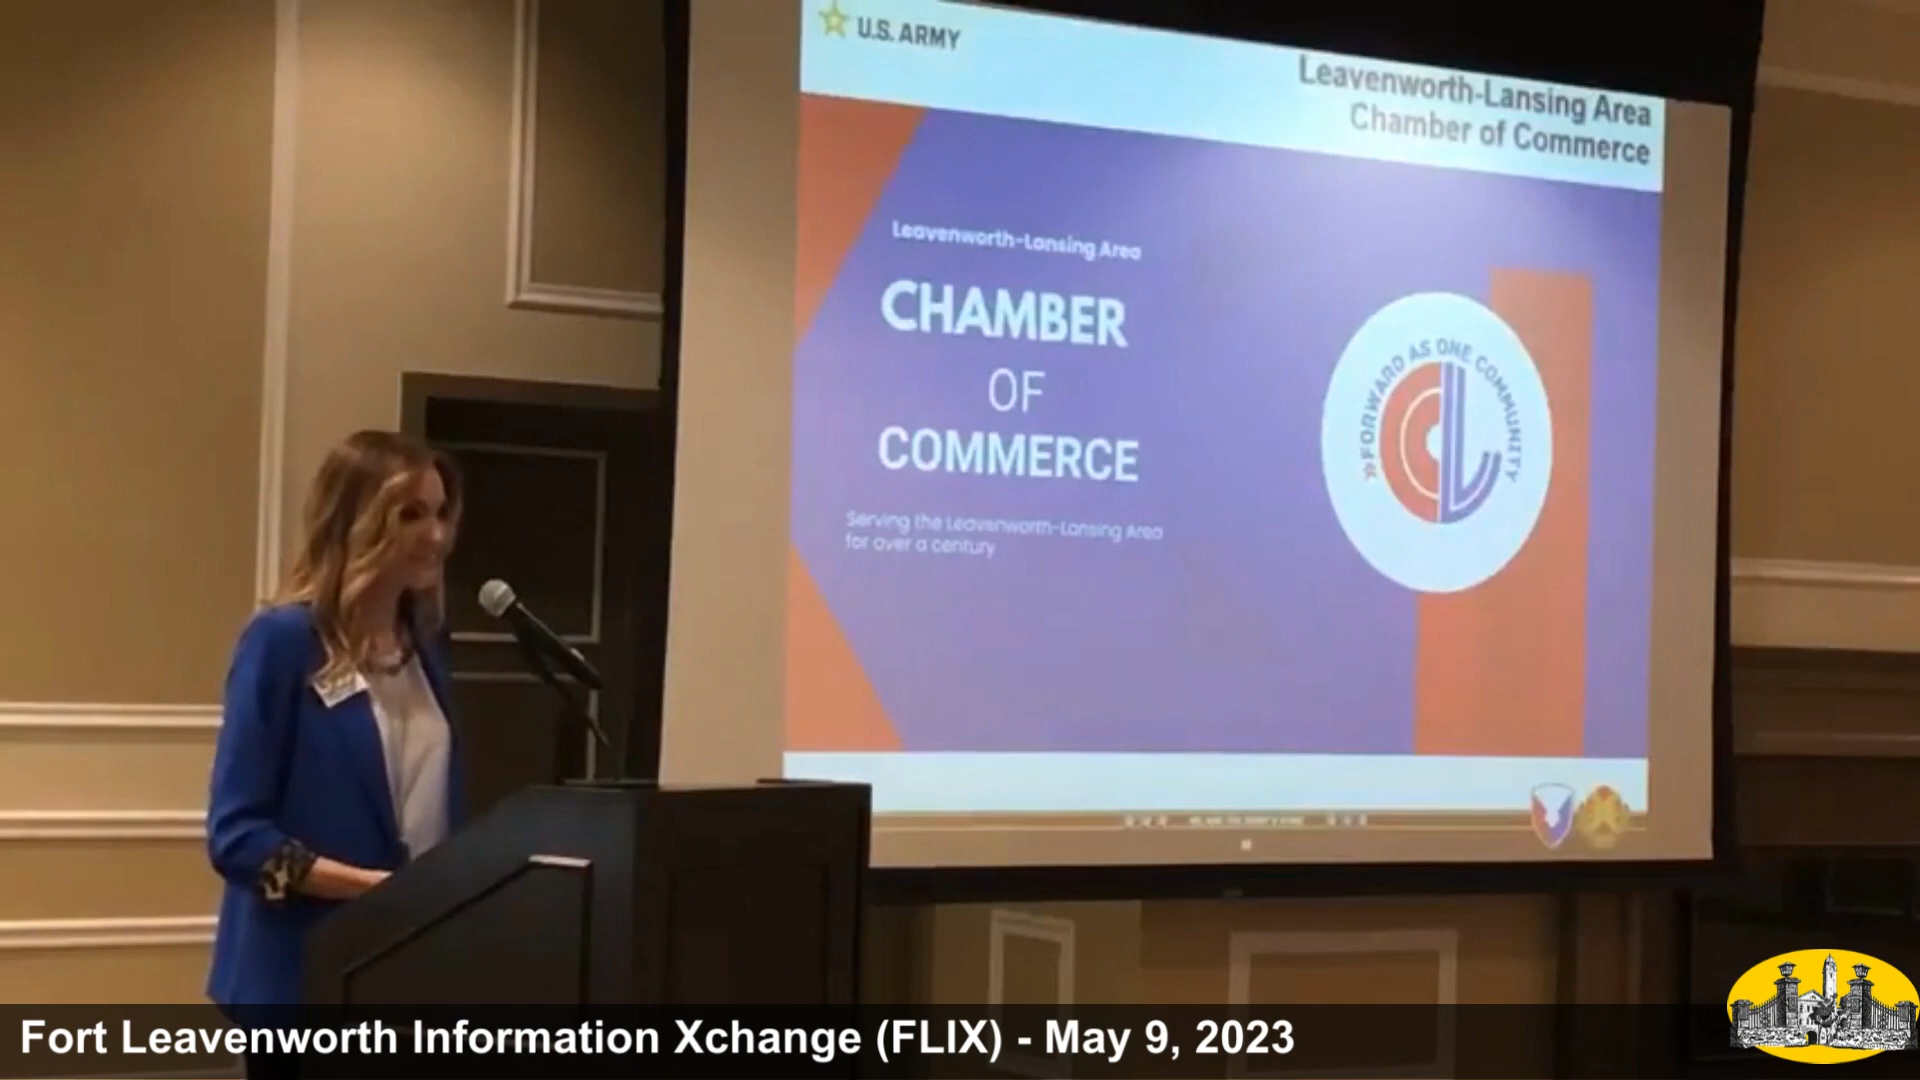 U.S. ARMY
Leavenworth-Lansing Area
Chamber of Commerce
Leavenworth-Lansing Area
CHAMBER
OF
COMMERCE
Serving the Leavenworth-Lansing Area
for over a century
»FORWARD AS ONE COMMUNITY
CL
Fort Leavenworth Information Xchange (FLIX) - May 9, 2023